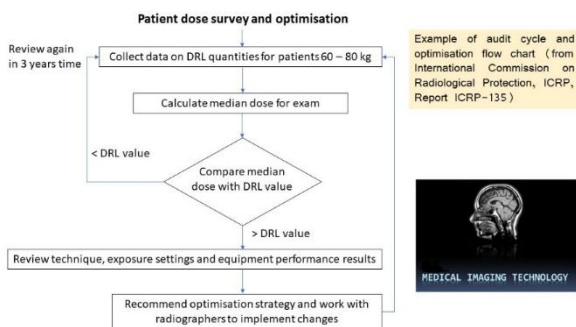 Patient dose survey and optimisation
Review again
in 3 years time
Collect data on DRL quantities for patients 60 – 80 kg
Calculate median dose for exam
< DRL value
Compare median
dose with DRL value
> DRL value
Review technique, exposure settings and equipment performance results
Recommend optimisation strategy and work with
radiographers to implement changes
Example of audit cycle and
optimisation flow chart (from
International Commission on
Radiological Protection, ICRP,
Report ICRP-135)
MEDICAL IMAGING TECHNOLOGY